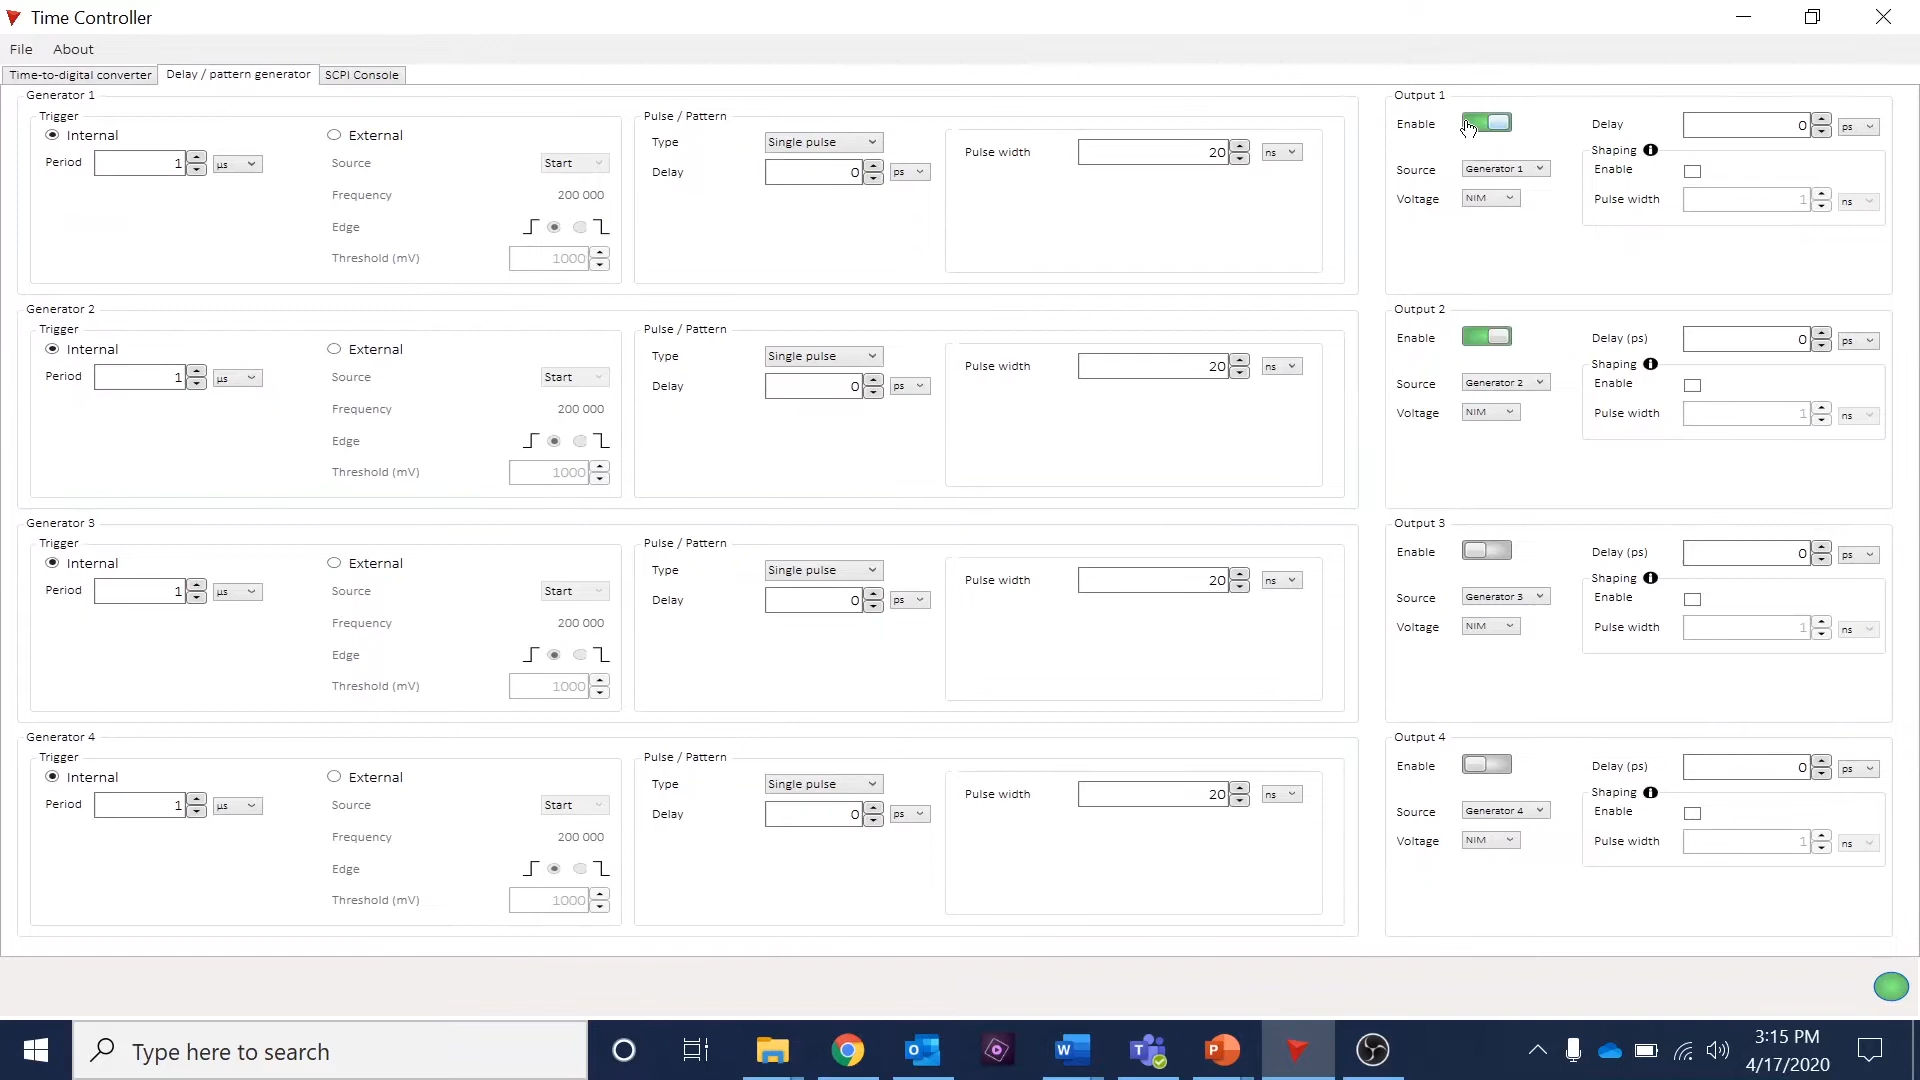 Time Controller
File About
Time-to-digital converter Delay / pattern generator SCPI Console
Generator 1
Trigger
Internal External
Period 1 µs
Source Start
Frequency 200 000
Edge
Threshold (mV) 1000
Pulse / Pattern
Type Single pulse
Delay 0 ps
Pulse width 20 ns
Output 1
Enable
Source Generator 1
Voltage NIM
Delay 0 ps
Shaping
Enable
Pulse width 1 ns
Generator 2
Trigger
Internal External
Period 1 µs
Source Start
Frequency 200 000
Edge
Threshold (mV) 1000
Pulse / Pattern
Type Single pulse
Delay 0 ps
Pulse width 20 ns
Output 2
Enable
Source Generator 2
Voltage NIM
Delay (ps) 0 ps
Shaping
Enable
Pulse width 1 ns
Generator 3
Trigger
Internal External
Period 1 µs
Source Start
Frequency 200 000
Edge
Threshold (mV) 1000
Pulse / Pattern
Type Single pulse
Delay 0 ps
Pulse width 20 ns
Output 3
Enable
Source Generator 3
Voltage NIM
Delay (ps) 0 ps
Shaping
Enable
Pulse width 1 ns
Generator 4
Trigger
Internal External
Period 1 µs
Source Start
Frequency 200 000
Edge
Threshold (mV) 1000
Pulse / Pattern
Type Single pulse
Delay 0 ps
Pulse width 20 ns
Output 4
Enable
Source Generator 4
Voltage NIM
Delay (ps) 0 ps
Shaping
Enable
Pulse width 1 ns
Type here to search
3:15 PM
4/17/2020